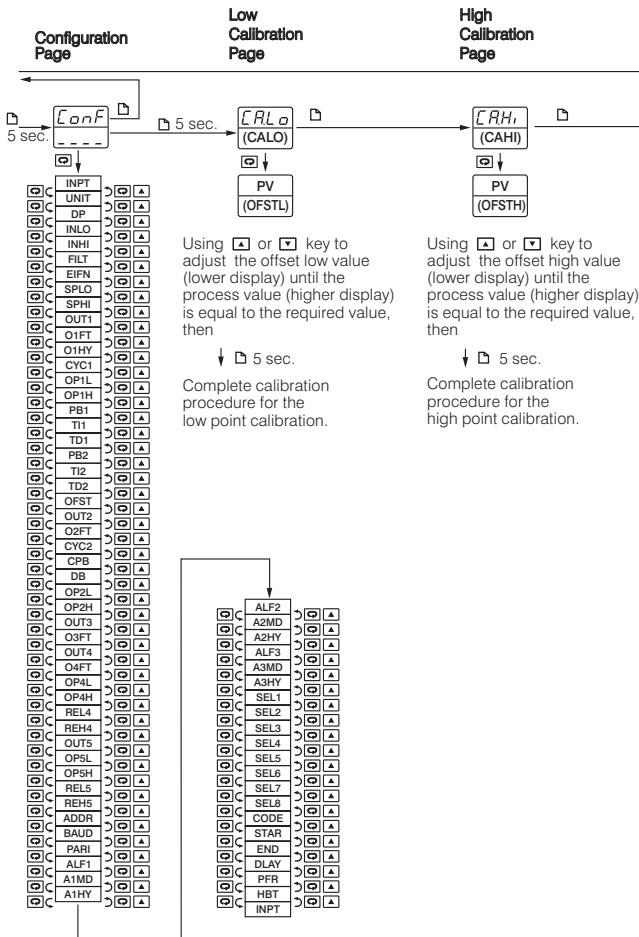 Configuration
Page
Low
Calibration
Page
High
Calibration
Page
5 sec.
ConF
- - - -
5 sec.
CALo
(CALO)
CAHi
(CAHI)
PV
(OFSTL)
PV
(OFSTH)
Using ▲ or ▼ key to
adjust the offset low value
(lower display) until the
process value (higher display)
is equal to the required value,
then
5 sec.
Complete calibration
procedure for the
low point calibration.
Using ▲ or ▼ key to
adjust the offset high value
(lower display) until the
process value (higher display)
is equal to the required value,
then
5 sec.
Complete calibration
procedure for the
high point calibration.
INPT
UNIT
DP
INLO
INHI
FILT
EIFN
SPLO
SPHI
OUT1
O1FT
O1HY
CYC1
OP1L
OP1H
PB1
TI1
TD1
PB2
TI2
TD2
OFST
OUT2
O2FT
CYC2
CPB
DB
OP2L
OP2H
OUT3
O3FT
OUT4
O4FT
OP4L
OP4H
REL4
REH4
OUT5
OP5L
OP5H
REL5
REH5
ADDR
BAUD
PARI
ALF1
A1MD
A1HY
ALF2
A2MD
A2HY
ALF3
A3MD
A3HY
SEL1
SEL2
SEL3
SEL4
SEL5
SEL6
SEL7
SEL8
CODE
STAR
END
DLAY
PFR
HBT
INPT